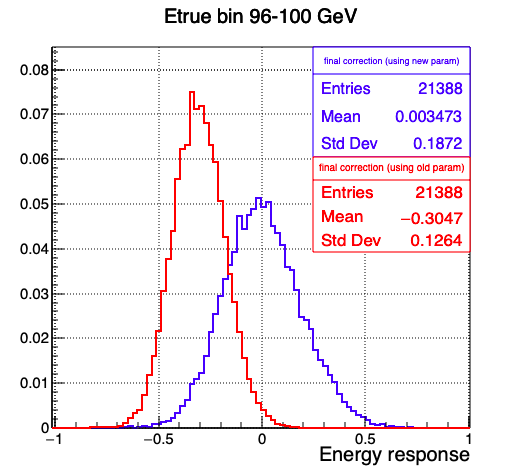 Etrue bin 96-100 GeV
final correction (using new param)
Entries 21388
Mean 0.003473
Std Dev 0.1872
final correction (using old param)
Entries 21388
Mean −0.3047
Std Dev 0.1264
0.08
0.07
0.06
0.05
0.04
0.03
0.02
0.01
0
−1 −0.5 0 0.5 1
Energy response